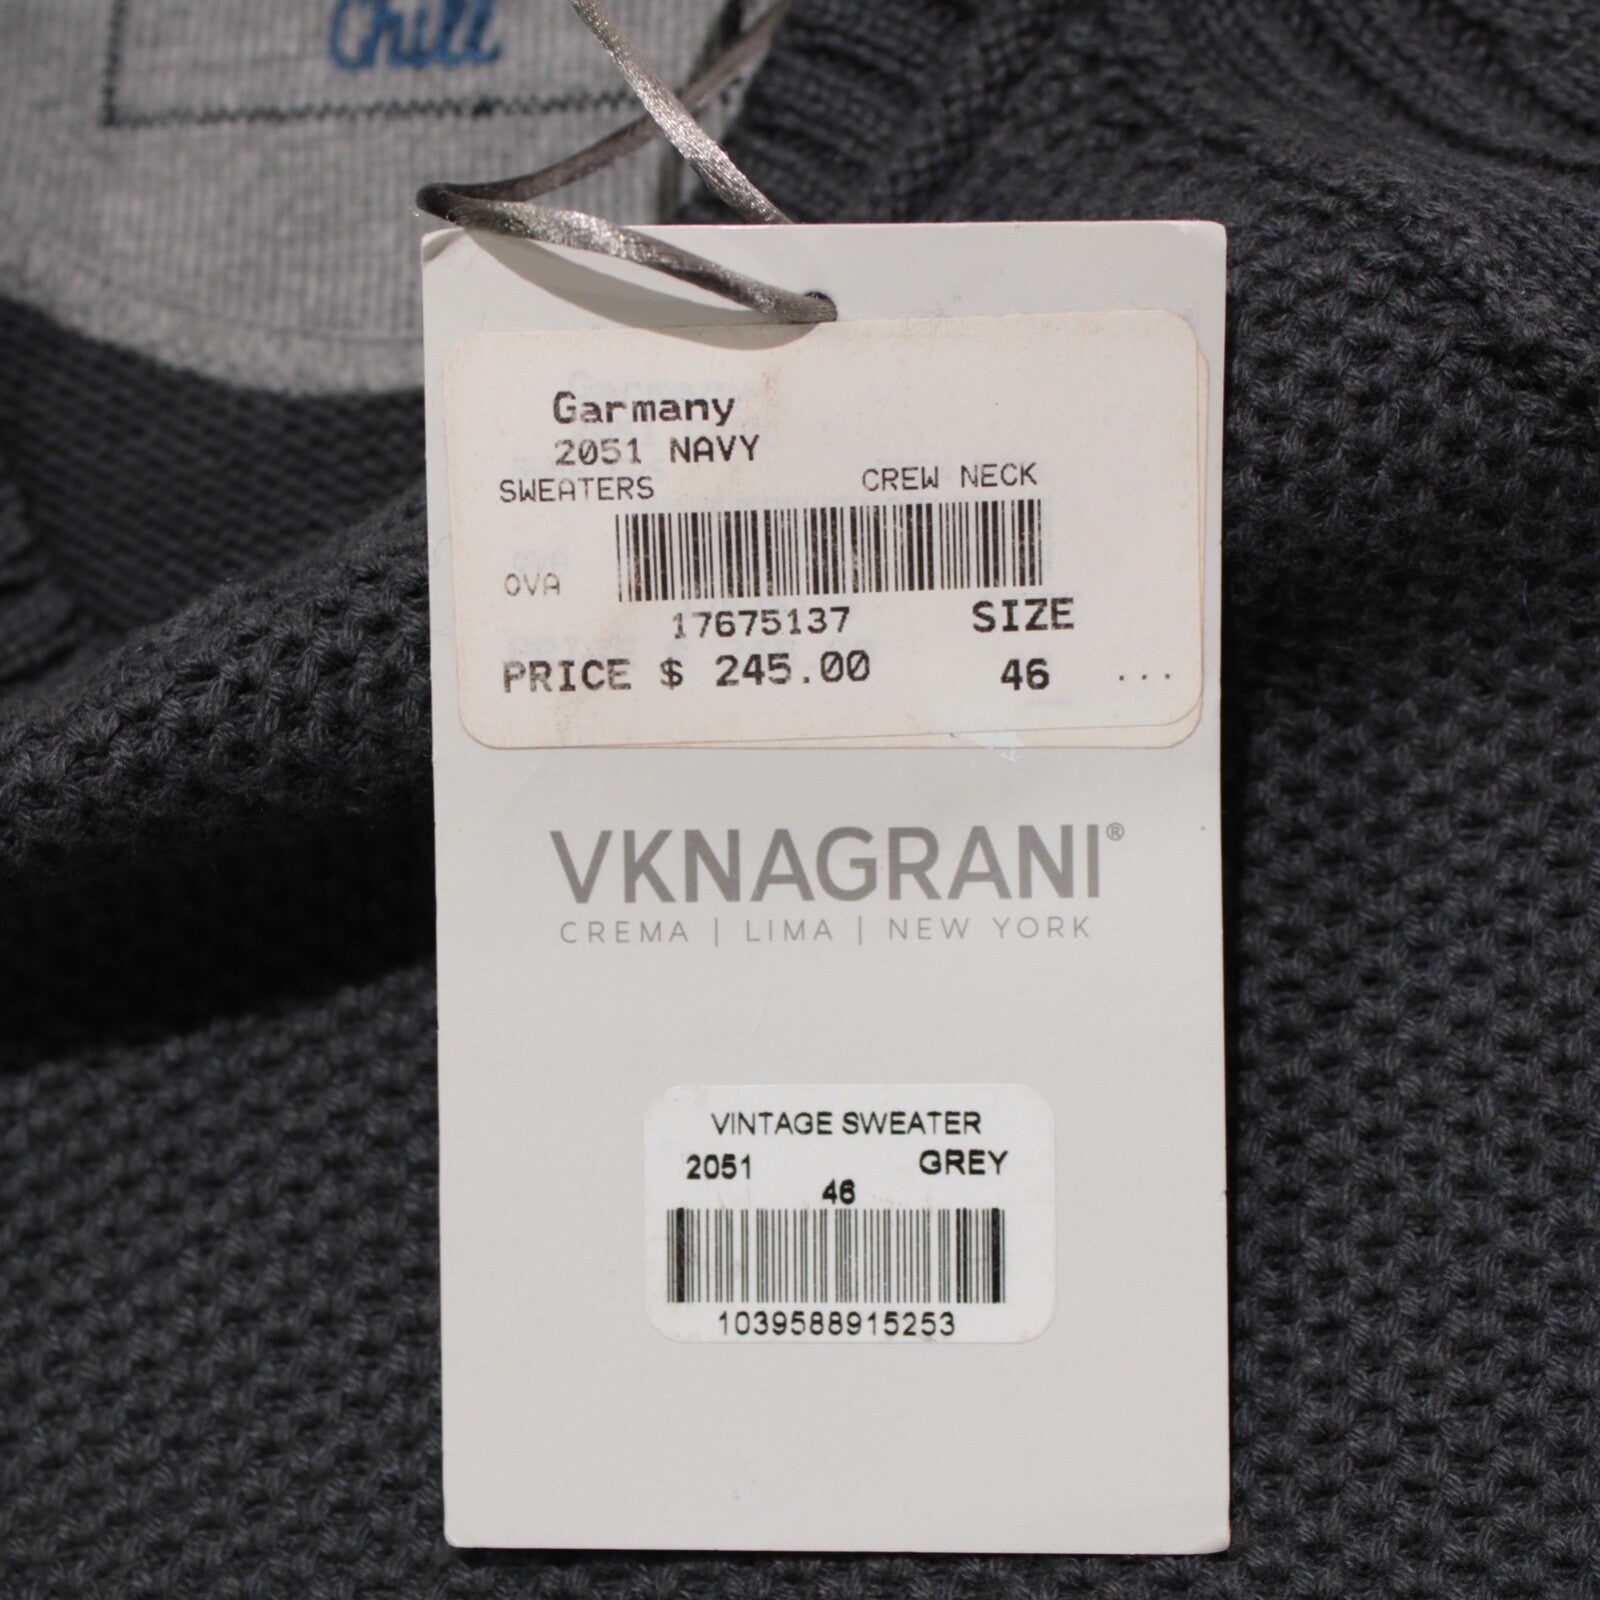 Chill
Garmany
2051 NAVY
SWEATERS CREW NECK
OVA
17675137 SIZE
PRICE $ 245.00 46 ...
VKNAGRANI®
CREMA | LIMA | NEW YORK
VINTAGE SWEATER
2051 GREY
46
1039588915253